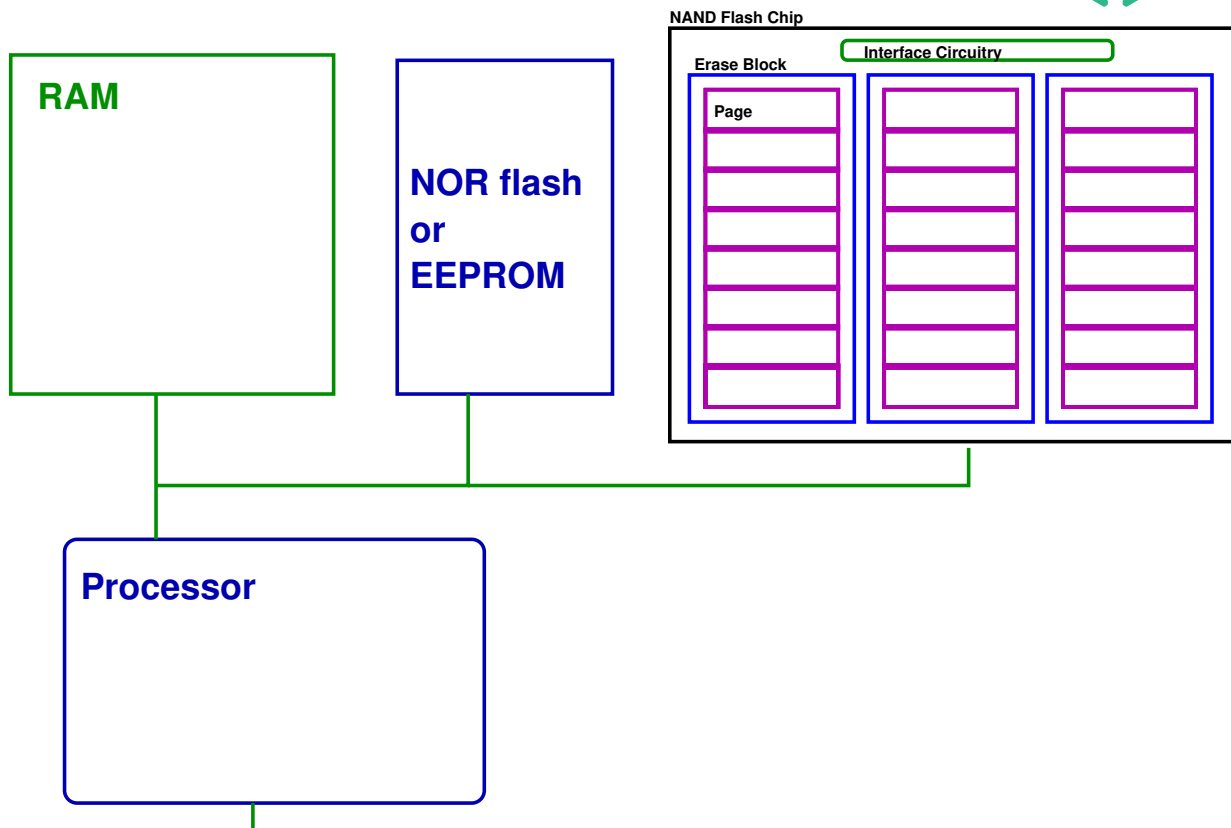 NAND Flash Chip
Interface Circuitry
Erase Block
Page
RAM
NOR flash
or
EEPROM
Processor